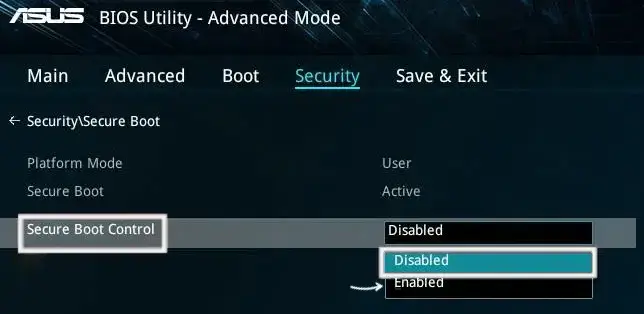 ASUS BIOS Utility - Advanced Mode
Main Advanced Boot Security Save & Exit
← Security\Secure Boot
Platform Mode User
Secure Boot Active
Secure Boot Control Disabled
Disabled
Enabled